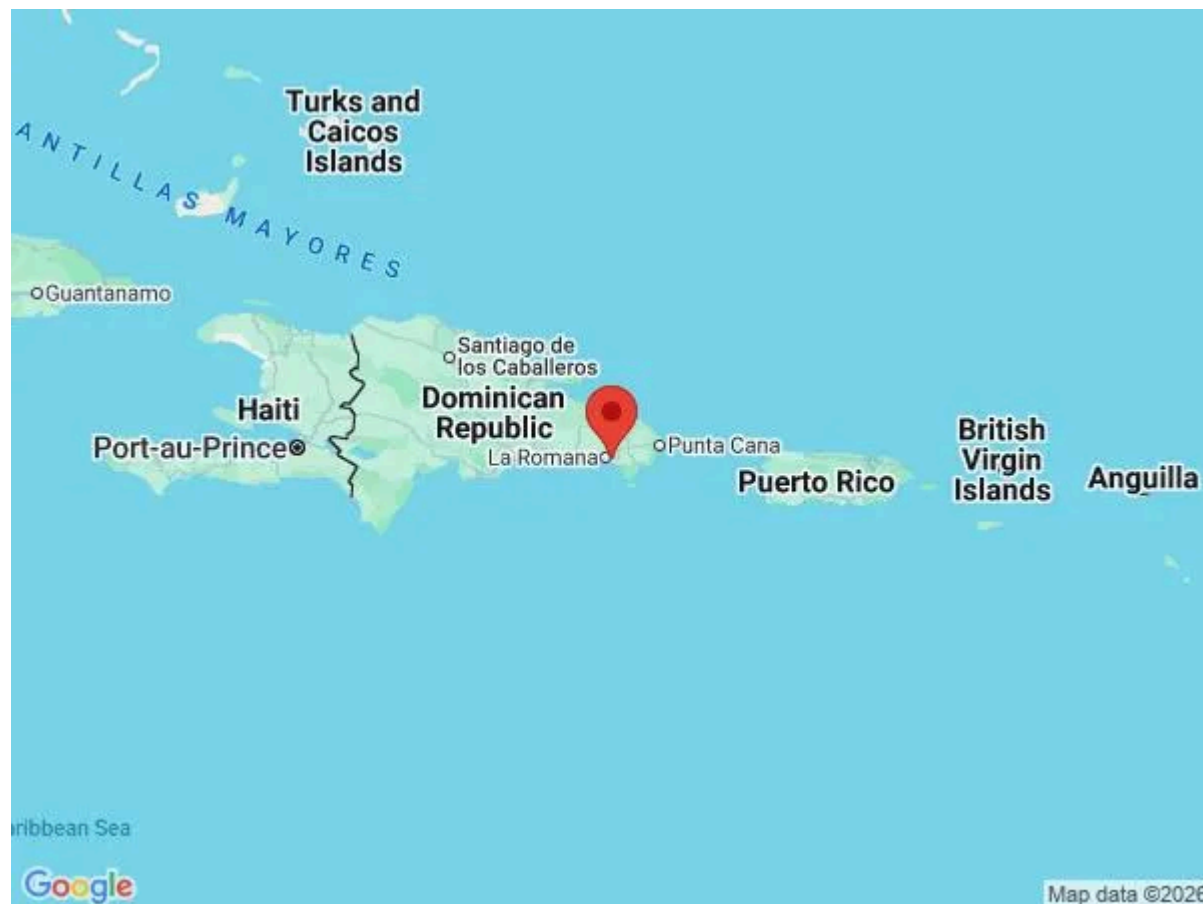 Turks and
Caicos
Islands
ANTILLAS MAYORES
Guantanamo
Santiago de
los Caballeros
Dominican
Republic
Haiti
Port-au-Prince
La Romana
Punta Cana
Puerto Rico
British
Virgin
Islands
Anguilla
aribbean Sea
Google
Map data ©2026